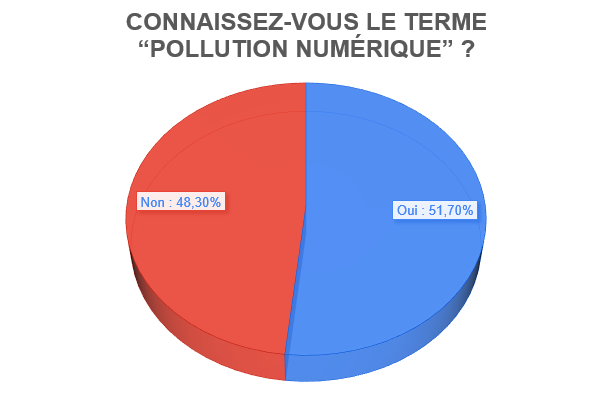 CONNAISSEZ-VOUS LE TERME
“POLLUTION NUMÉRIQUE” ?
Non : 48,30%
Oui : 51,70%